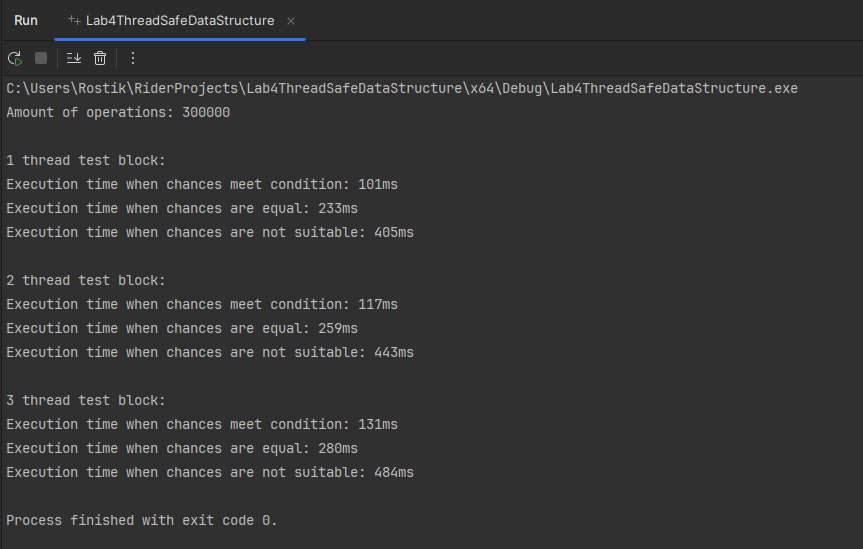 Run
Lab4ThreadSafeDataStructure
C:\Users\Rostik\RiderProjects\Lab4ThreadSafeDataStructure\x64\Debug\Lab4ThreadSafeDataStructure.exe
Amount of operations: 300000
1 thread test block:
Execution time when chances meet condition: 101ms
Execution time when chances are equal: 233ms
Execution time when chances are not suitable: 405ms
2 thread test block:
Execution time when chances meet condition: 117ms
Execution time when chances are equal: 259ms
Execution time when chances are not suitable: 443ms
3 thread test block:
Execution time when chances meet condition: 131ms
Execution time when chances are equal: 280ms
Execution time when chances are not suitable: 484ms
Process finished with exit code 0.